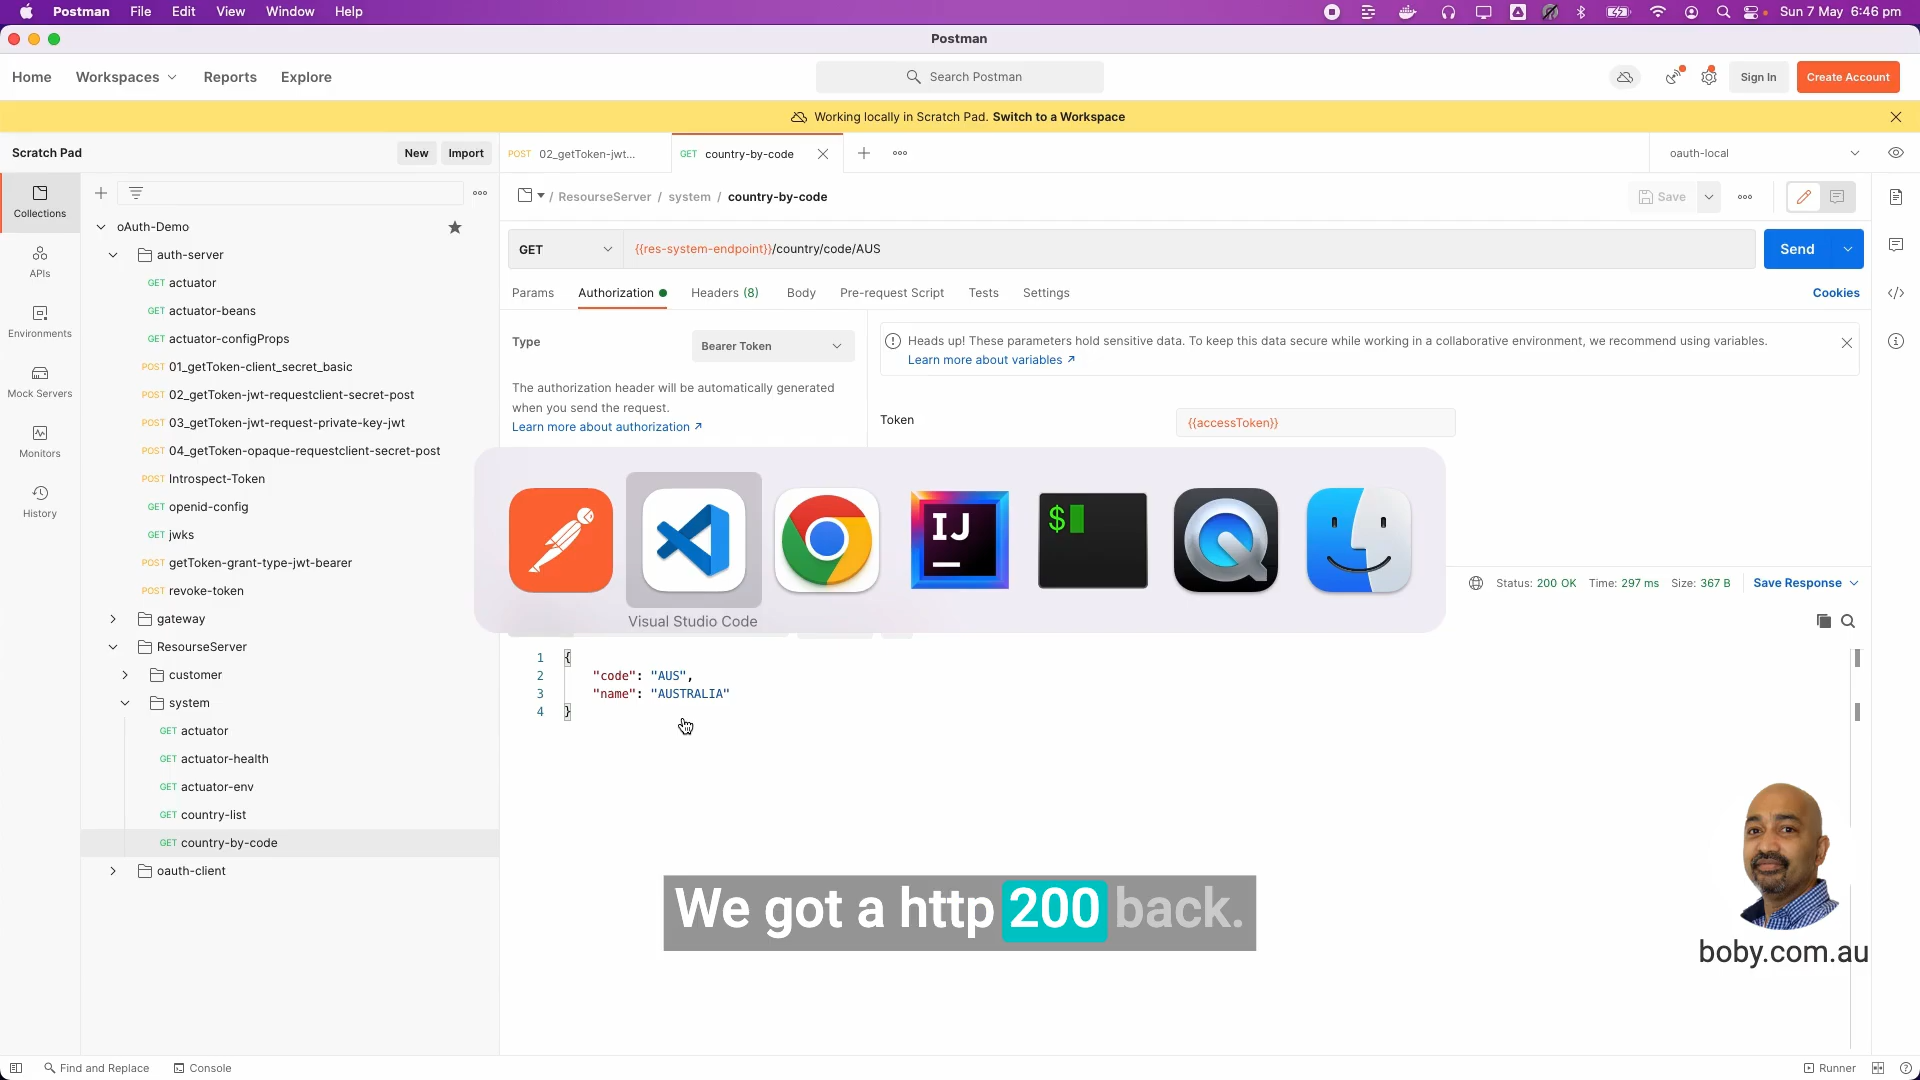 Postman File Edit View Window Help
Sun 7 May 6:46 pm
Postman
Home Workspaces Reports Explore
Search Postman
Sign In Create Account
Working locally in Scratch Pad. Switch to a Workspace
Scratch Pad New Import
POST 02_getToken-jwt...
GET country-by-code
oauth-local
Collections
APIs
Environments
Mock Servers
Monitors
History
oAuth-Demo
auth-server
GET actuator
GET actuator-beans
GET actuator-configProps
POST 01_getToken-client_secret_basic
POST 02_getToken-jwt-requestclient-secret-post
POST 03_getToken-jwt-request-private-key-jwt
POST 04_getToken-opaque-requestclient-secret-post
POST Introspect-Token
GET openid-config
GET jwks
POST getToken-grant-type-jwt-bearer
POST revoke-token
gateway
ResourseServer
customer
system
GET actuator
GET actuator-health
GET actuator-env
GET country-list
GET country-by-code
oauth-client
/ ResourseServer / system / country-by-code
Save
GET {{res-system-endpoint}}/country/code/AUS
Send
Params Authorization Headers (8) Body Pre-request Script Tests Settings
Cookies
Type Bearer Token
The authorization header will be automatically generated
when you send the request.
Learn more about authorization ↗
Heads up! These parameters hold sensitive data. To keep this data secure while working in a collaborative environment, we recommend using variables.
Learn more about variables ↗
Token {{accessToken}}
IJ
$
Visual Studio Code
Status: 200 OK Time: 297 ms Size: 367 B Save Response
1 {
2 "code": "AUS",
3 "name": "AUSTRALIA"
4 }
We got a http 200 back.
boby.com.au
Find and Replace Console
Runner